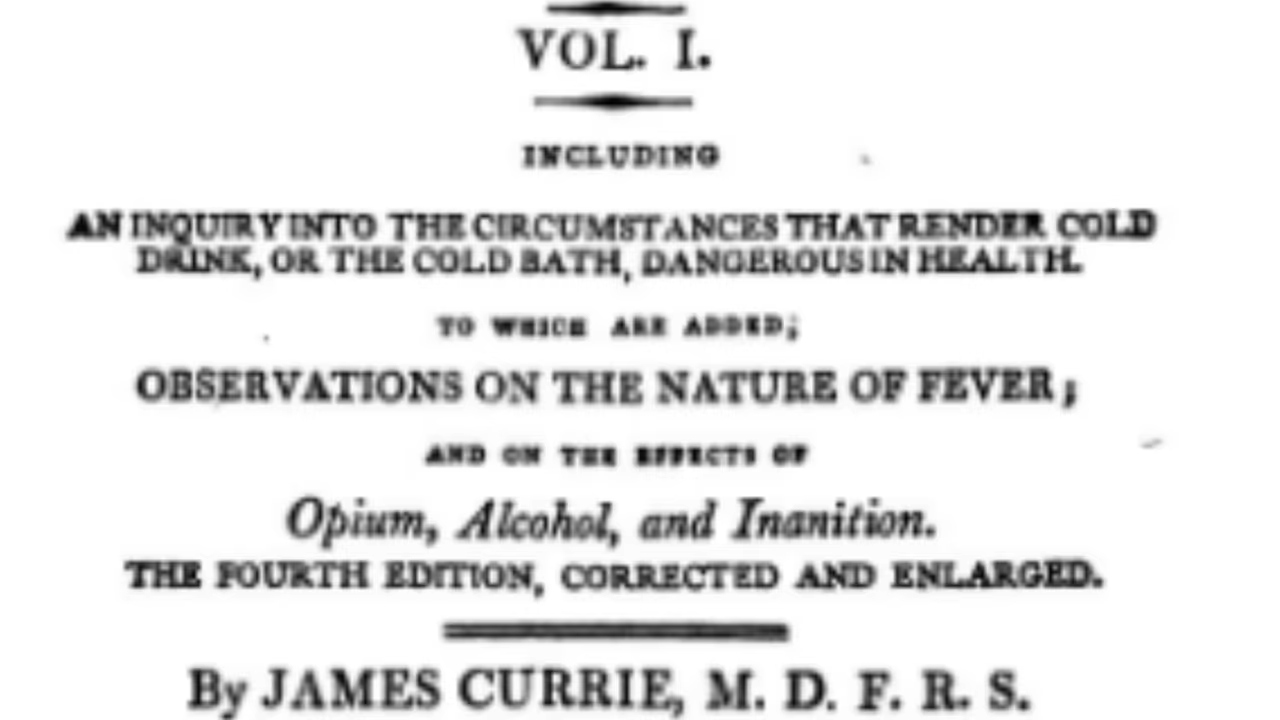 VOL. I.
INCLUDING
AN INQUIRY INTO THE CIRCUMSTANCES THAT RENDER COLD
DRINK, OR THE COLD BATH, DANGEROUS IN HEALTH.
TO WHICH ARE ADDED;
OBSERVATIONS ON THE NATURE OF FEVER;
AND ON THE EFFECTS OF
Opium, Alcohol, and Inanition.
THE FOURTH EDITION, CORRECTED AND ENLARGED.
By JAMES CURRIE, M. D. F. R. S.